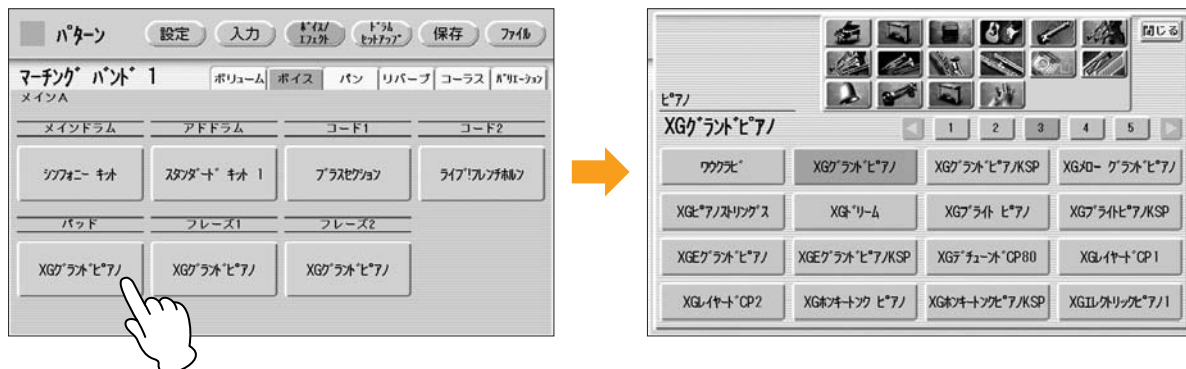 パターン 設定 入力 ボイス/エフェクト ドラムセットアップ 保存 ファイル
マーチングバンド 1 ボリューム ボイス パン リバーブ コーラス バリエーション
メインA
メインドラム アドドラム コード1 コード2
シンフォニー キット スタンダード キット 1 ブラスセクション ライブ!フレンチホルン
パッド フレーズ1 フレーズ2
XGグランドピアノ XGグランドピアノ XGグランドピアノ
閉じる
ピアノ
XGグランドピアノ 1 2 3 4 5
XGグランドピアノ XGグランドピアノKSP XGメロー グランドピアノ
XGピアノストリングス XGドリーム XGブライト ピアノ XGブライトピアノKSP
XGEグランドピアノ XGEグランドピアノKSP XGデチューンドCP80 XGレイヤードCP1
XGレイヤードCP2 XGホンキートンク ピアノ XGホンキートンクピアノKSP XGエレクトリックピアノ1